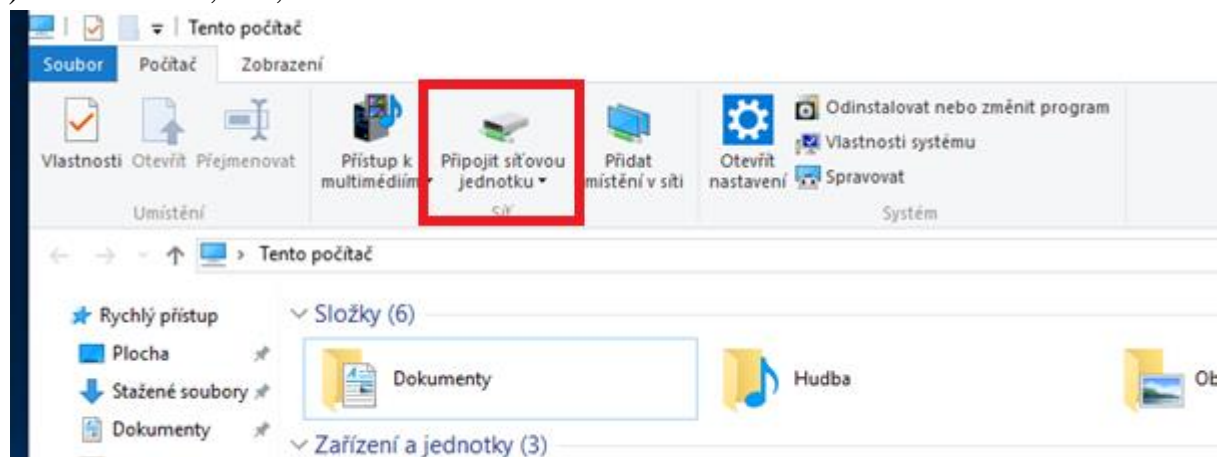 Tento počítač
Soubor Počítač Zobrazení
Vlastnosti Otevřít Přejmenovat
Přístup k multimédiím
Připojit síťovou jednotku
Přidat místění v síti
Otevřít nastavení
Odinstalovat nebo změnit program
Vlastnosti systému
Spravovat
Umístění Síť Systém
Tento počítač
Rychlý přístup
Plocha
Stažené soubory
Dokumenty
Složky (6)
Dokumenty Hudba Ob
Zařízení a jednotky (3)